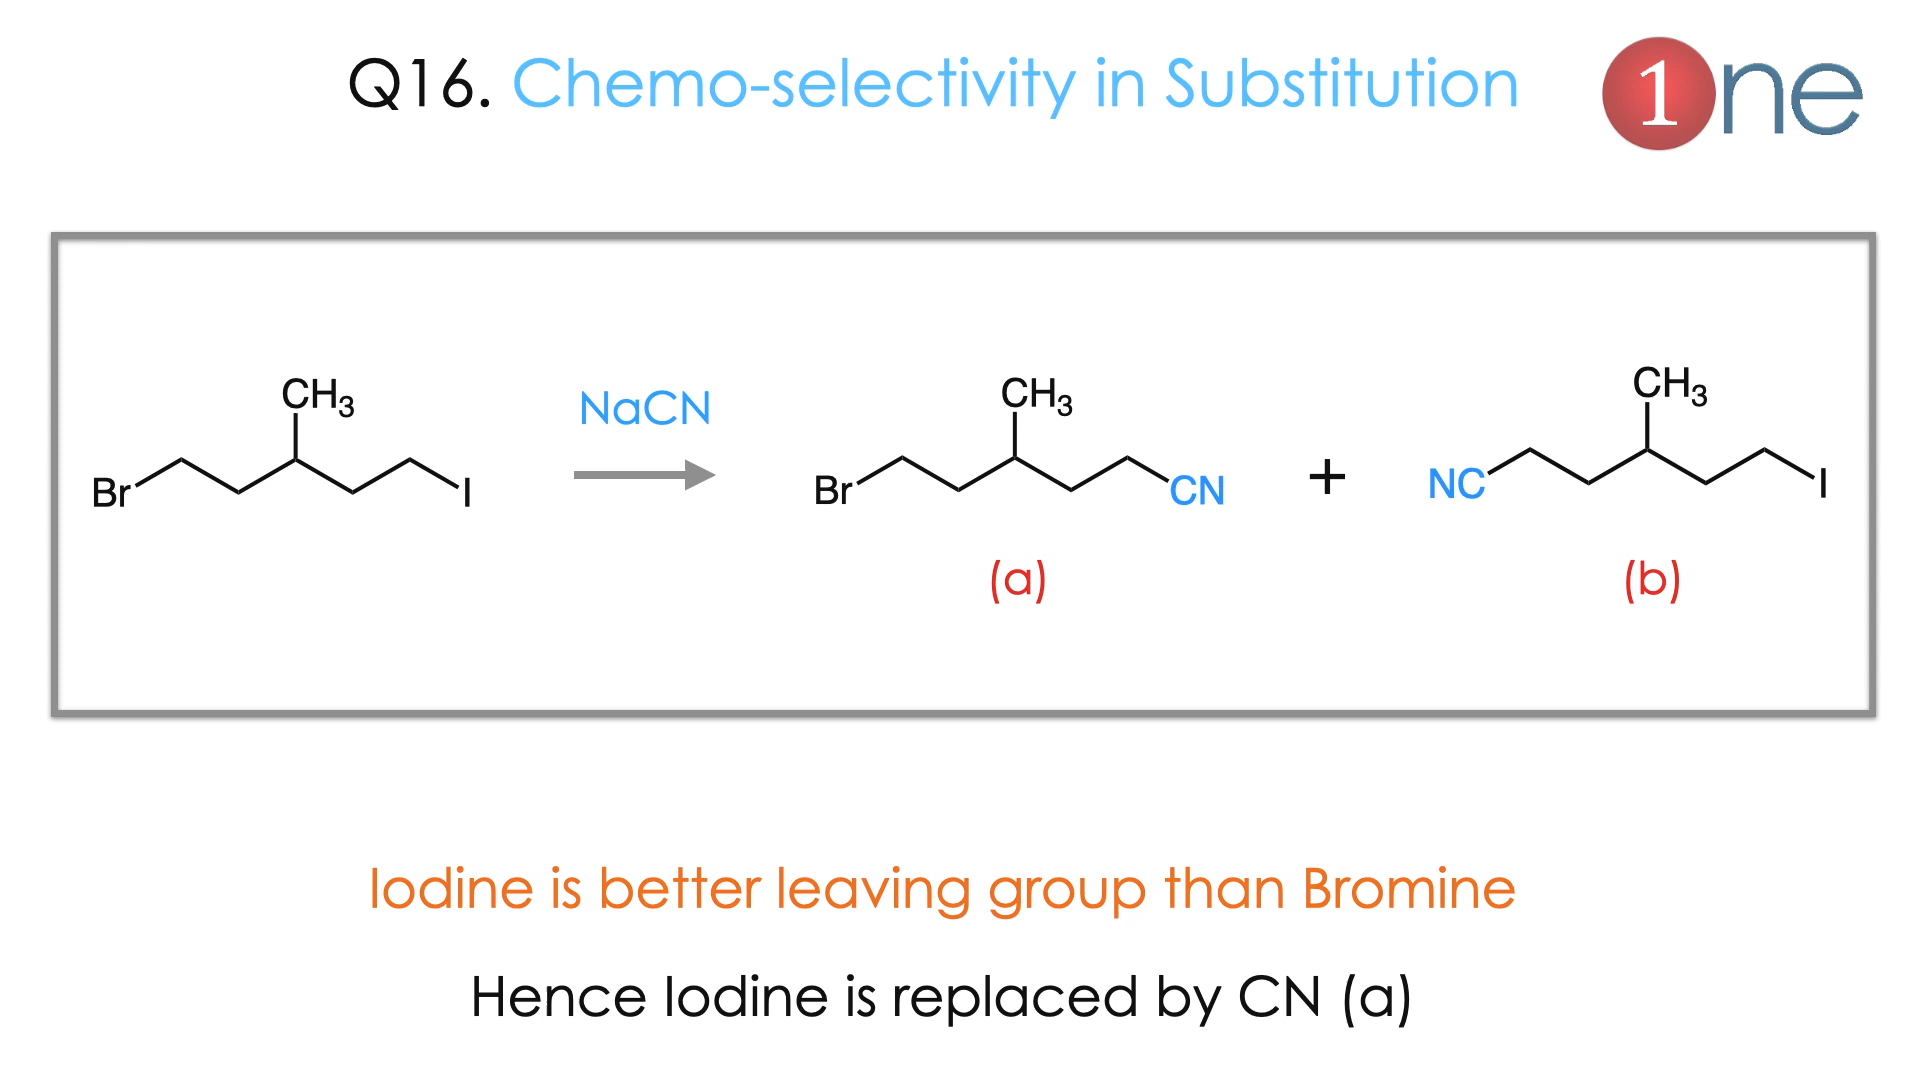 Q16. Chemo-selectivity in Substitution
1ne
CH3
Br
I
NaCN
CH3
Br
CN
+
CH3
NC
I
(a)
(b)
Iodine is better leaving group than Bromine
Hence Iodine is replaced by CN (a)